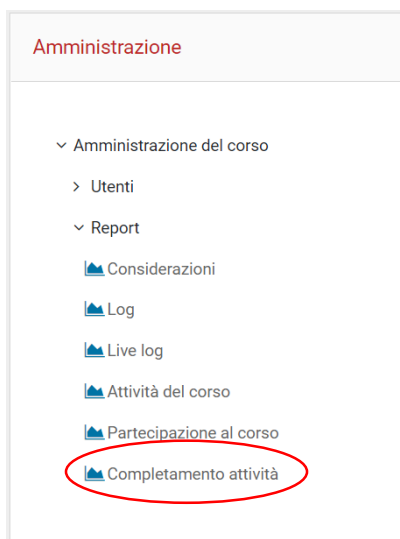 Amministrazione
Amministrazione del corso
Utenti
Report
Considerazioni
Log
Live log
Attività del corso
Partecipazione al corso
Completamento attività